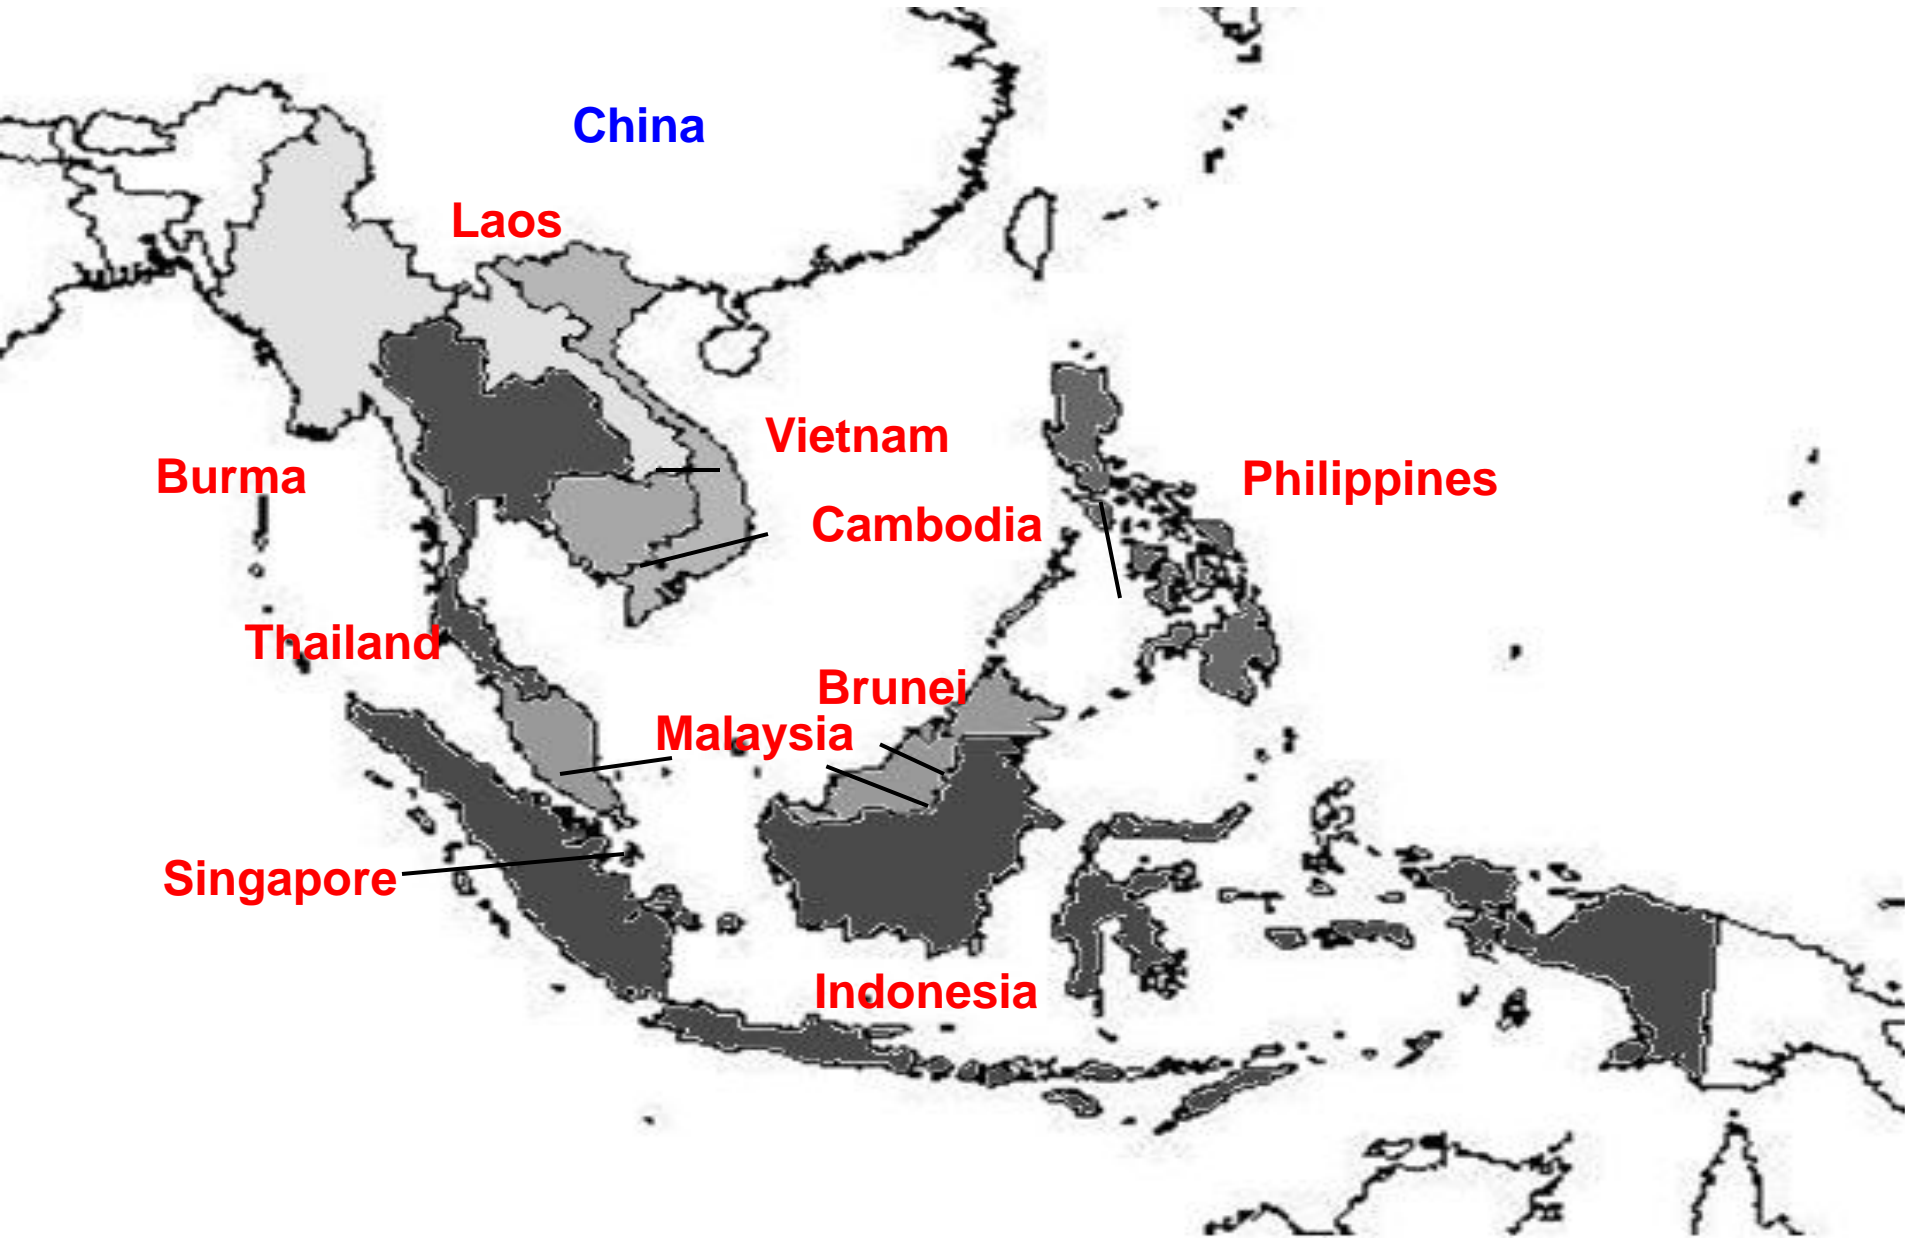 China
Laos
Vietnam
Burma
Philippines
Cambodia
Thailand
Brunei
Malaysia
Singapore
Indonesia